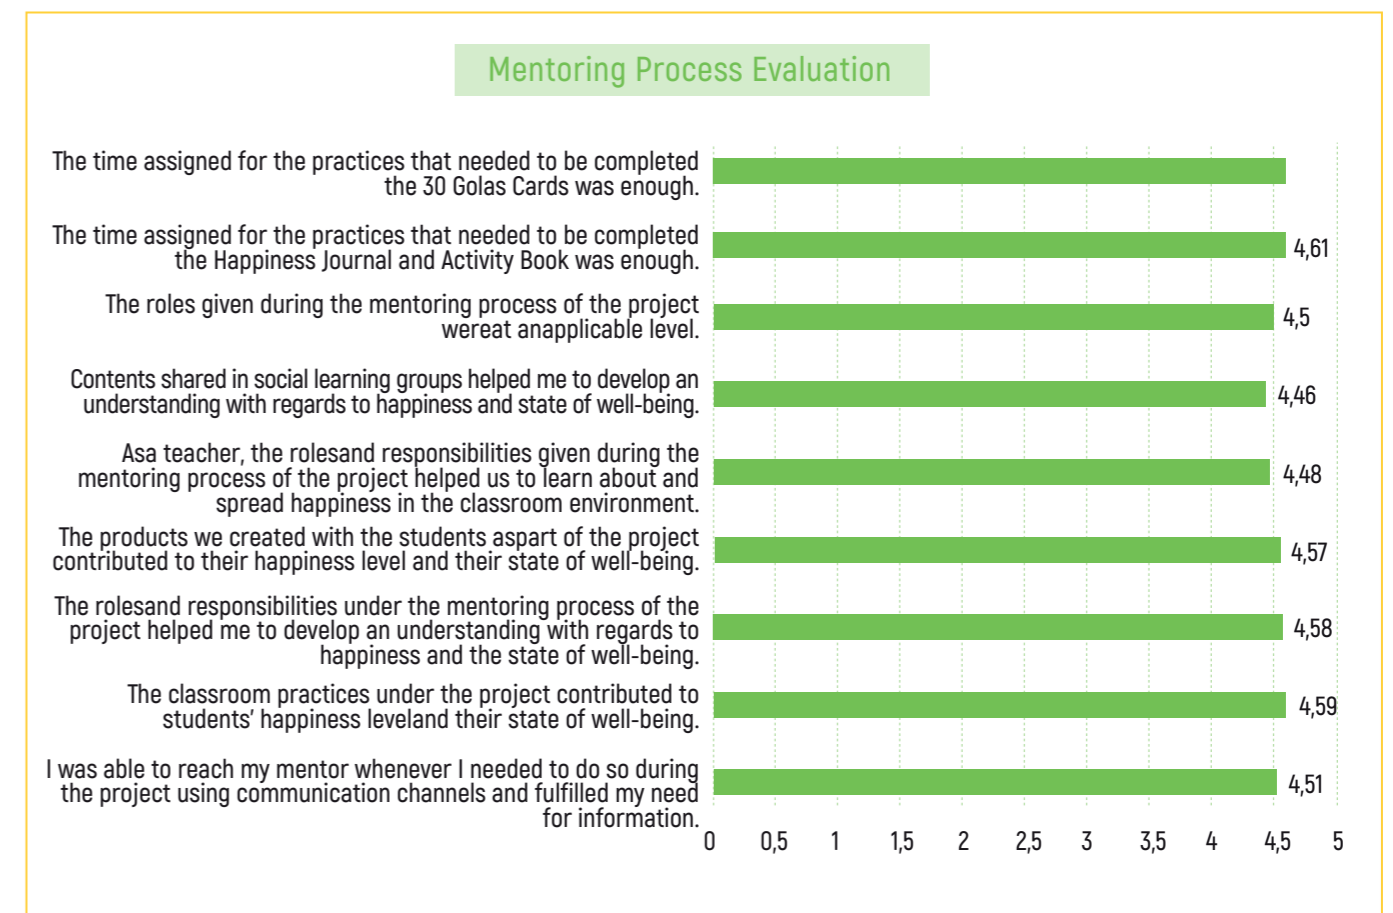 Mentoring Process Evaluation
The time assigned for the practices that needed to be completed
the 30 Golas Cards was enough.
The time assigned for the practices that needed to be completed
the Happiness Journal and Activity Book was enough.
4,61
The roles given during the mentoring process of the project
wereat anapplicable level.
4,5
Contents shared in social learning groups helped me to develop an
understanding with regards to happiness and state of well-being.
4,46
Asa teacher, the rolesand responsibilities given during the
mentoring process of the project helped us to learn about and
spread happiness in the classroom environment.
4,48
The products we created with the students aspart of the project
contributed to their happiness level and their state of well-being.
4,57
The rolesand responsibilities under the mentoring process of the
project helped me to develop an understanding with regards to
happiness and the state of well-being.
4,58
The classroom practices under the project contributed to
students' happiness leveland their state of well-being.
4,59
I was able to reach my mentor whenever I needed to do so during
the project using communication channels and fulfilled my need
for information.
4,51
0 0,5 1 1,5 2 2,5 3 3,5 4 4,5 5